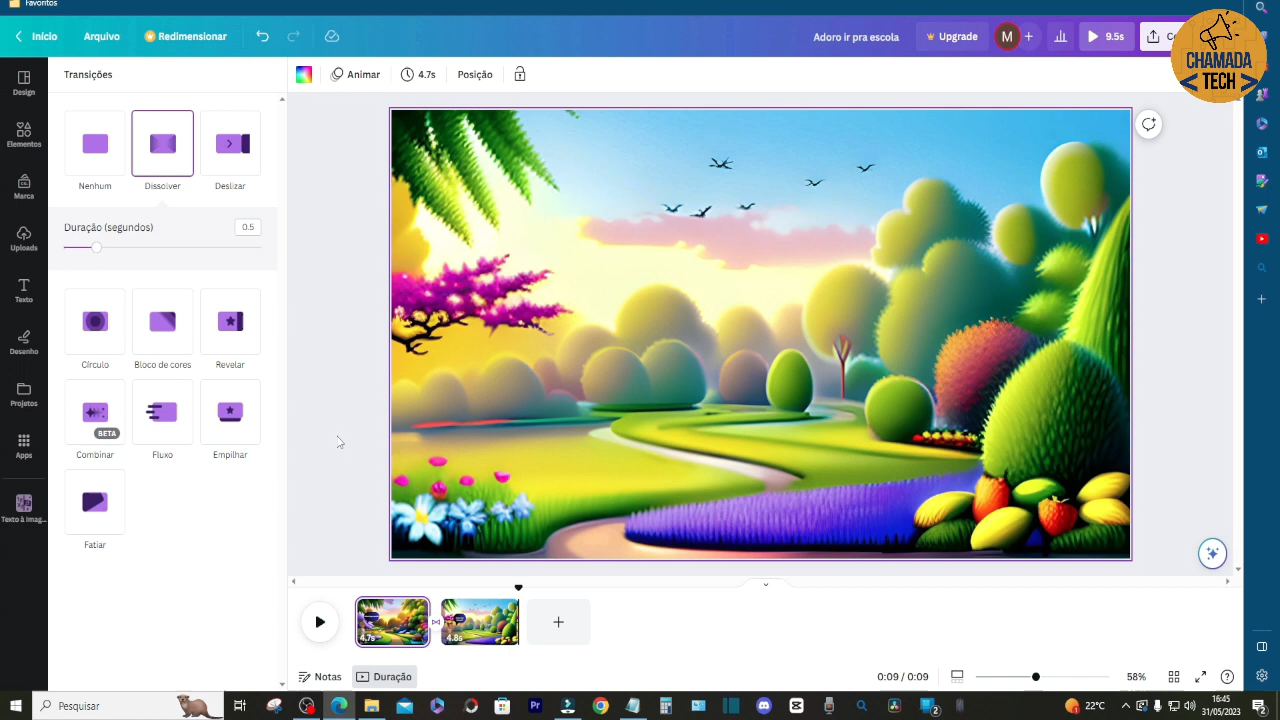 Favoritos
Início
Arquivo
Redimensionar
Adoro ir pra escola
Upgrade
M
9.5s
CHAMADA
< TECH >
Design
Elementos
Marca
Uploads
Texto
Desenho
Projetos
Apps
Texto à Imag...
Transições
Nenhum
Dissolver
Deslizar
Duração (segundos)
0.5
Círculo
Bloco de cores
Revelar
BETA
Combinar
Fluxo
Empilhar
Fatiar
Animar
4.7s
Posição
4.7s
4.8s
Notas
Duração
0:09 / 0:09
58%
Pesquisar
22°C
16:45
31/05/2023